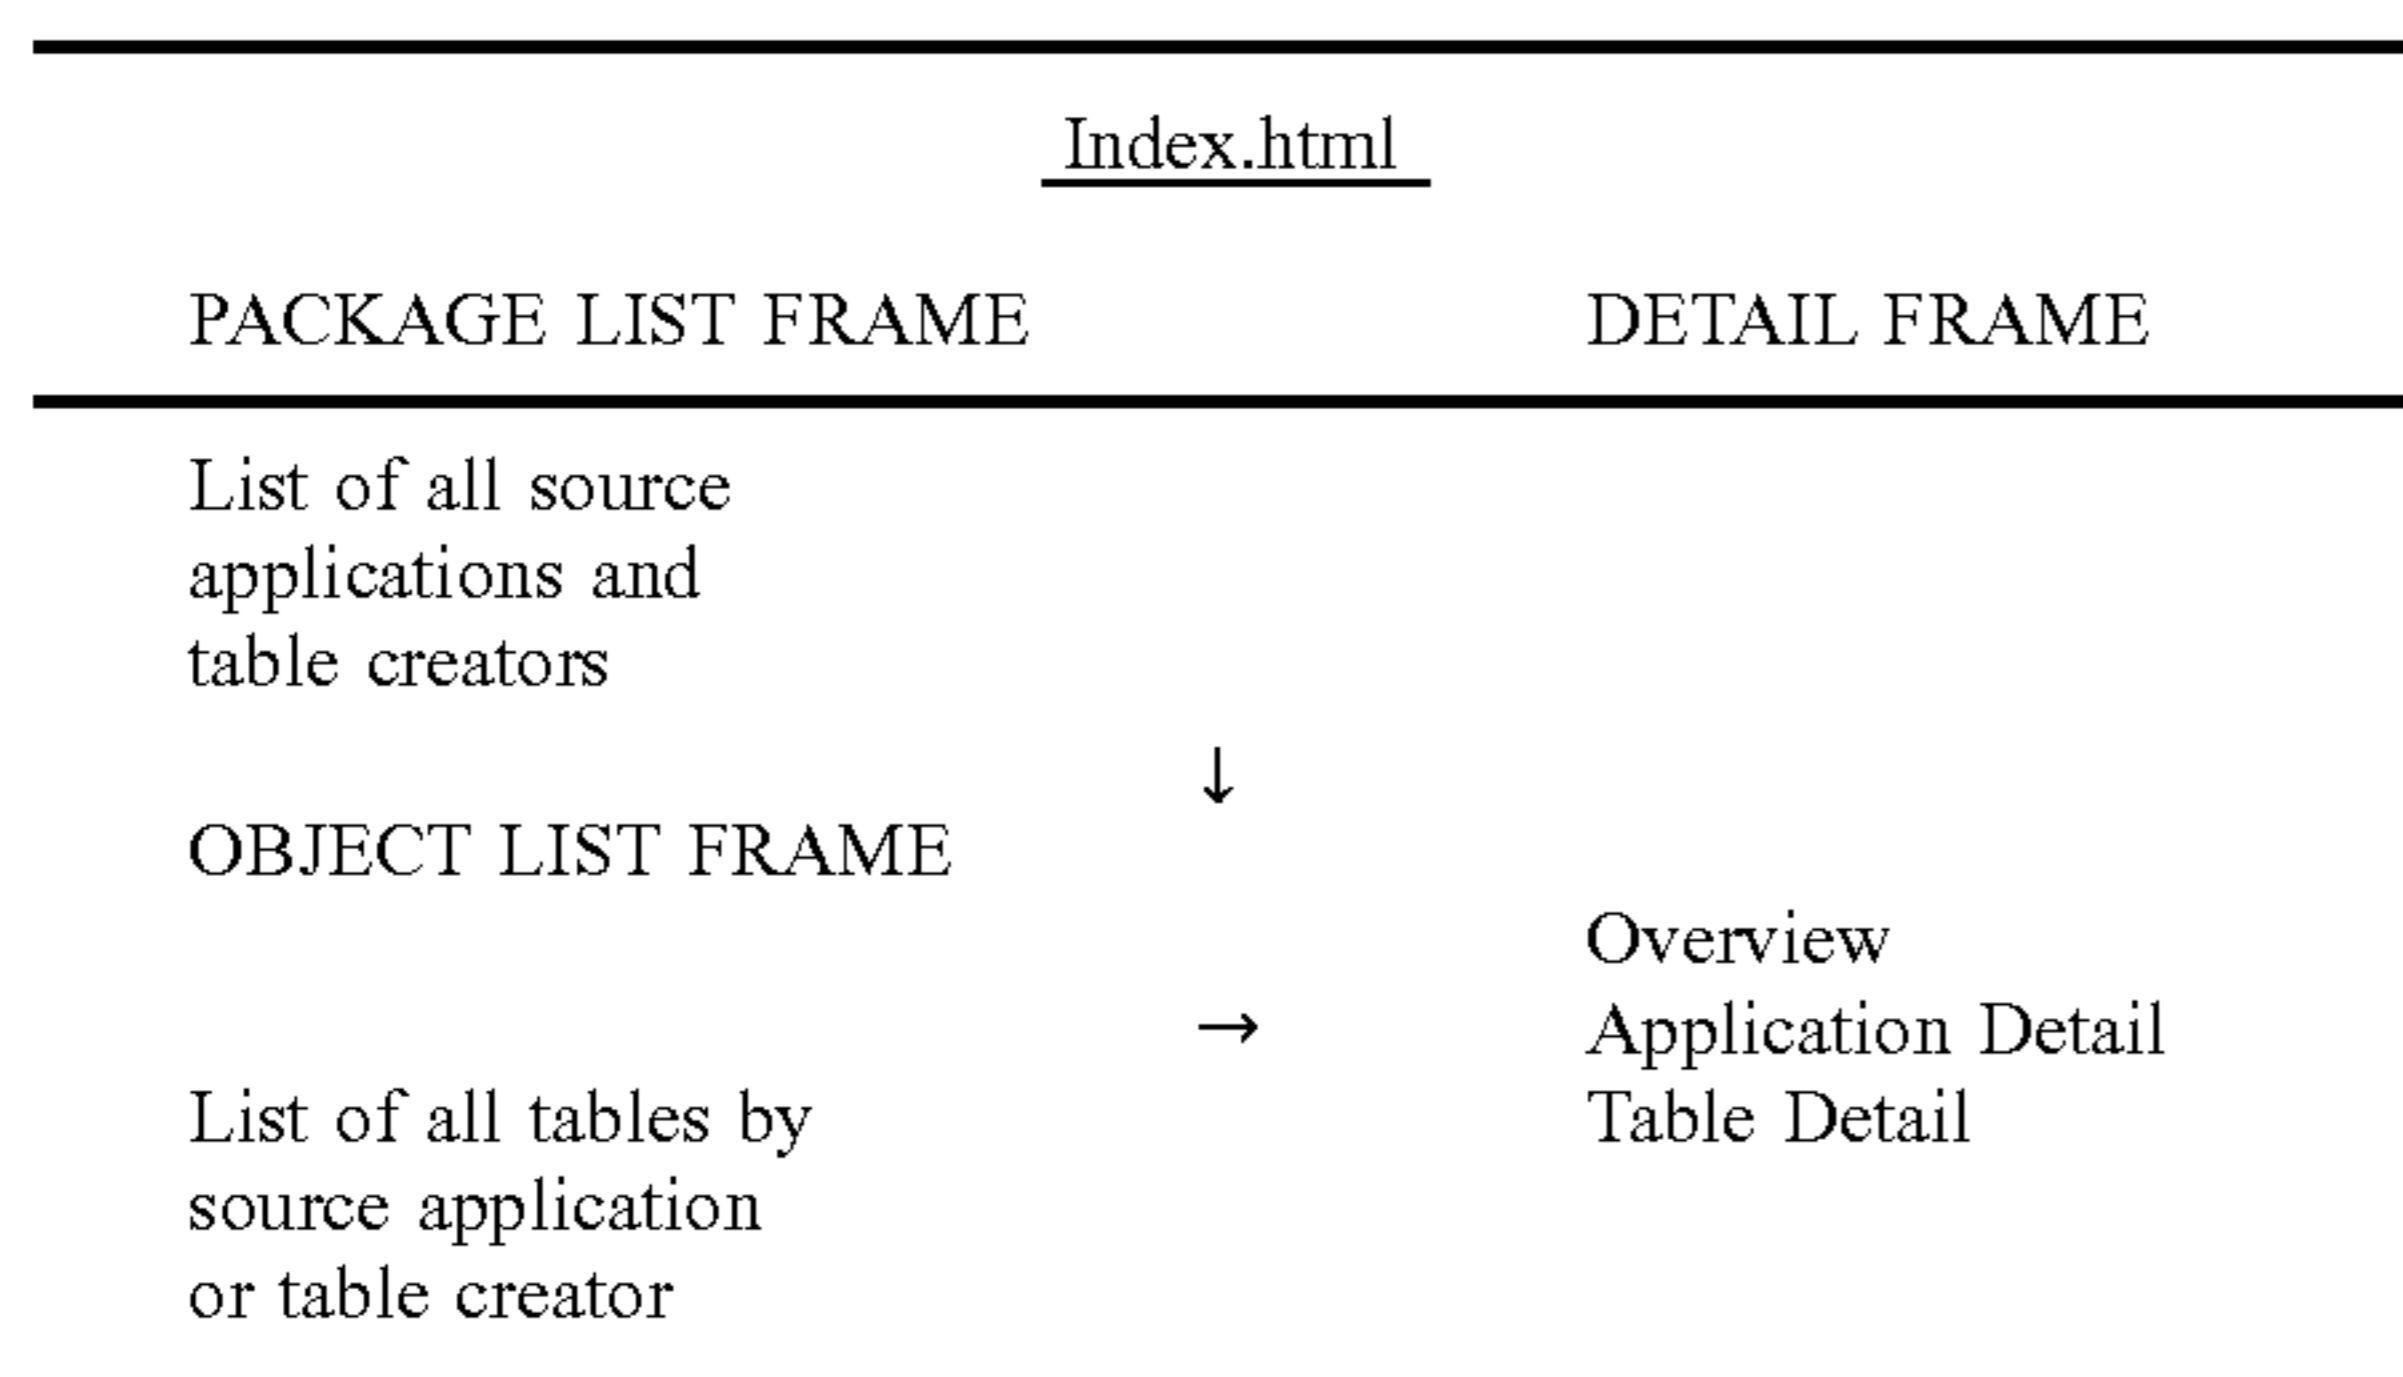 Index.html
PACKAGE LIST FRAME DETAIL FRAME
List of all source
applications and
table creators
↓
OBJECT LIST FRAME
Overview
→ Application Detail
List of all tables by Table Detail
source application
or table creator